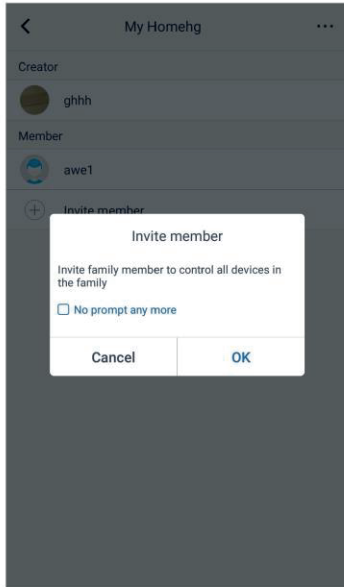 My Homehg
Creator
ghhh
Member
awe1
Invite member
Invite member
Invite family member to control all devices in
the family
No prompt any more
Cancel OK